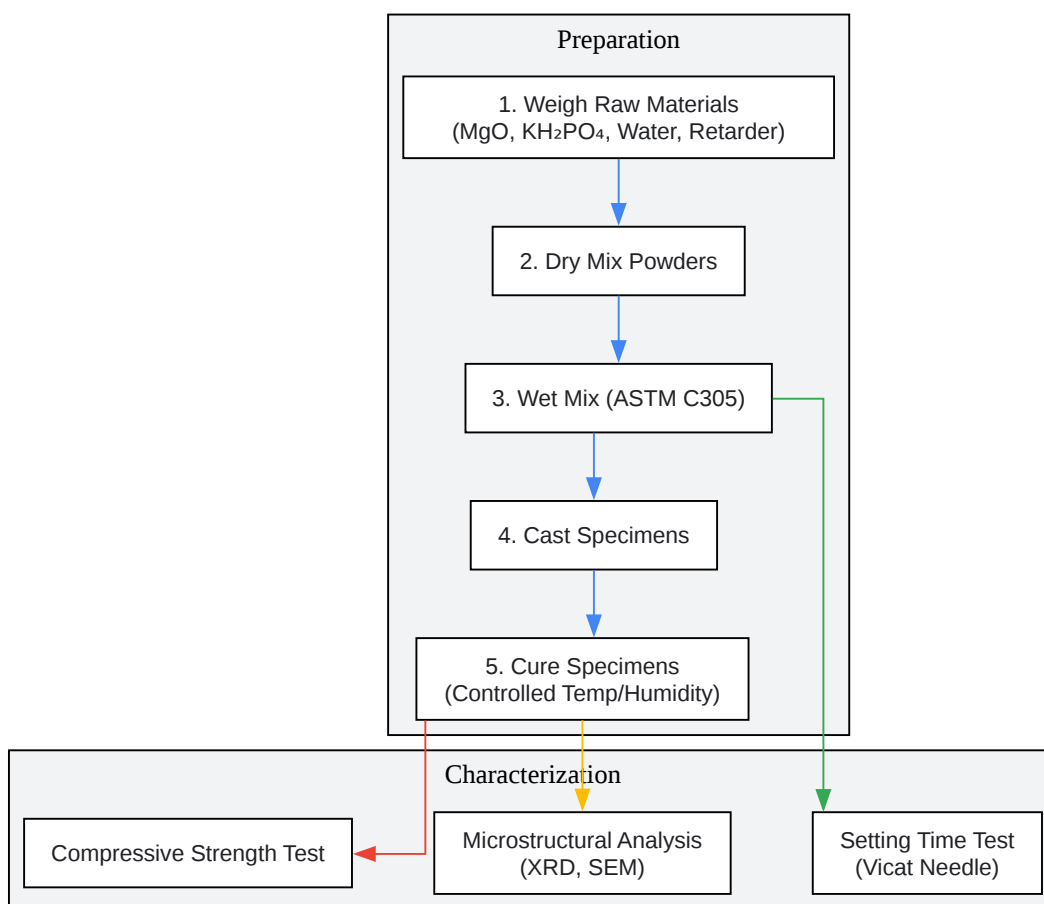 Preparation
1. Weigh Raw Materials
(MgO, KH₂PO₄, Water, Retarder)
2. Dry Mix Powders
3. Wet Mix (ASTM C305)
4. Cast Specimens
5. Cure Specimens
(Controlled Temp/Humidity)
Characterization
Compressive Strength Test
Microstructural Analysis
(XRD, SEM)
Setting Time Test
(Vicat Needle)